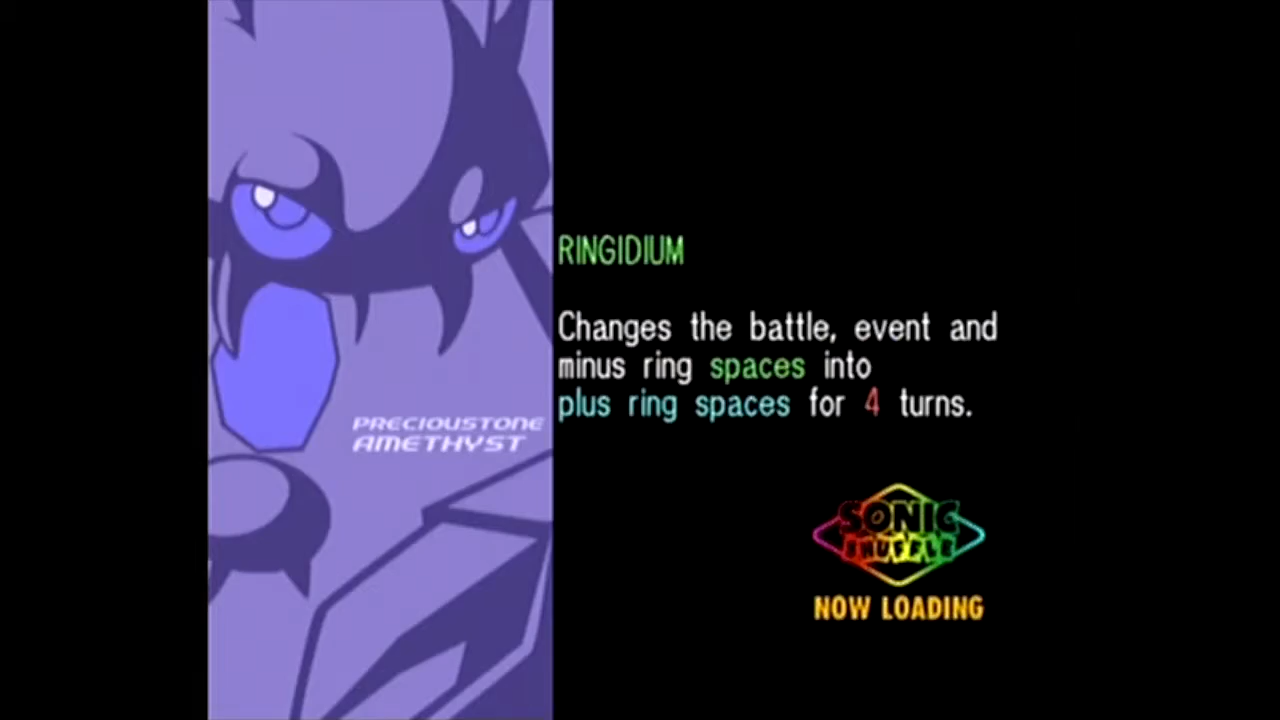 PRECIOUSTONE
AMETHYST
RINGIDIUM
Changes the battle, event and
minus ring spaces into
plus ring spaces for 4 turns.
SONIC
SHUFFLE
NOW LOADING